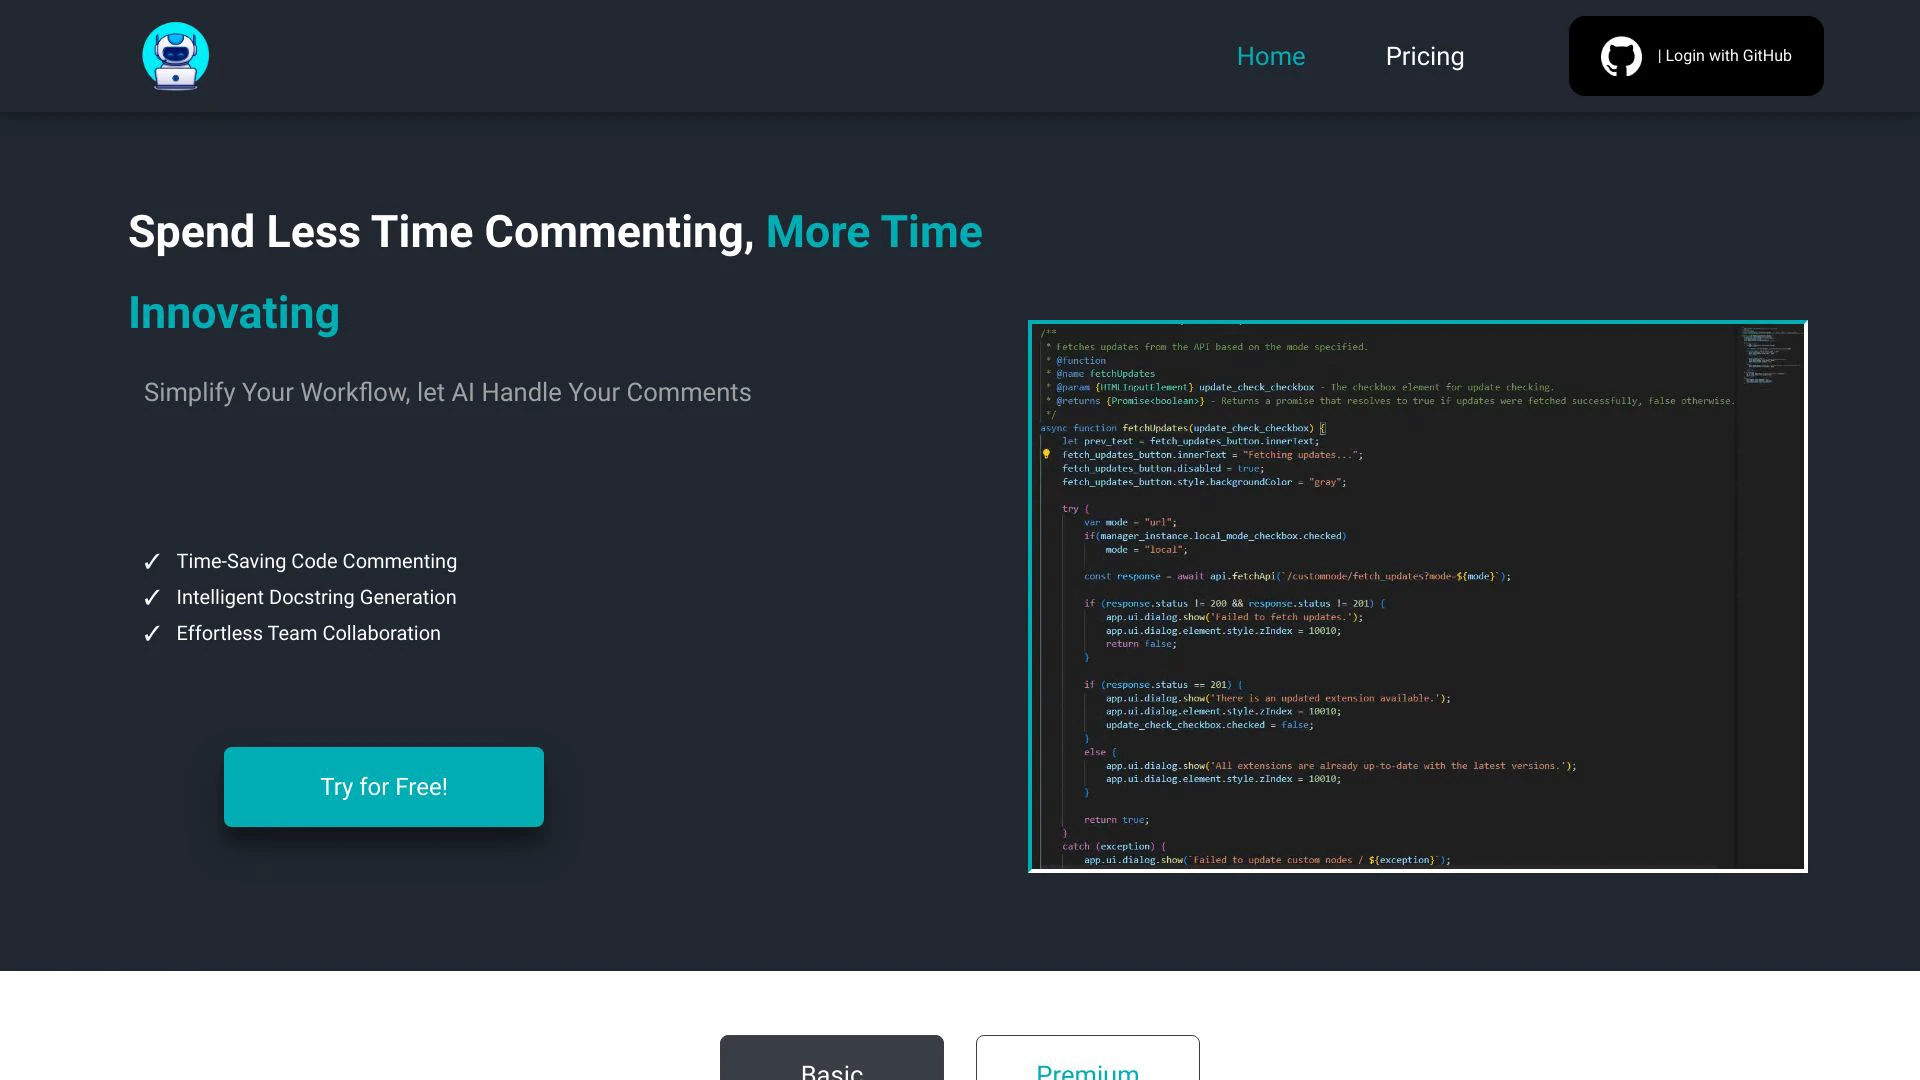 Home
Pricing
| Login with GitHub
Spend Less Time Commenting, More Time
Innovating
Simplify Your Workflow, let AI Handle Your Comments
✓ Time-Saving Code Commenting
✓ Intelligent Docstring Generation
✓ Effortless Team Collaboration
Try for Free!
/**
* Fetches updates from the API based on the mode specified.
* @function
* @name fetchUpdates
* @param {HTMLInputElement} update_check_checkbox - The checkbox element for update checking.
* @returns {Promise<boolean>} - Returns a promise that resolves to true if updates were fetched successfully, false otherwise.
*/
async function fetchUpdates(update_check_checkbox) {
let prev_text = fetch_updates_button.innerText;
fetch_updates_button.innerText = "Fetching updates...";
fetch_updates_button.disabled = true;
fetch_updates_button.style.backgroundColor = "gray";
try {
var mode = "url";
if(manager_instance.local_mode_checkbox.checked)
mode = "local";
const response = await api.fetchApi(`/customnode/fetch_updates?mode=${mode}`);
if (response.status != 200 && response.status != 201) {
app.ui.dialog.show('Failed to fetch updates.');
app.ui.dialog.element.style.zIndex = 10010;
return false;
}
if (response.status == 201) {
app.ui.dialog.show('There is an updated extension available.');
app.ui.dialog.element.style.zIndex = 10010;
update_check_checkbox.checked = false;
}
else {
app.ui.dialog.show('All extensions are already up-to-date with the latest versions.');
app.ui.dialog.element.style.zIndex = 10010;
}
return true;
}
catch (exception) {
app.ui.dialog.show(`Failed to update custom nodes / ${exception}`);
Basic
Premium